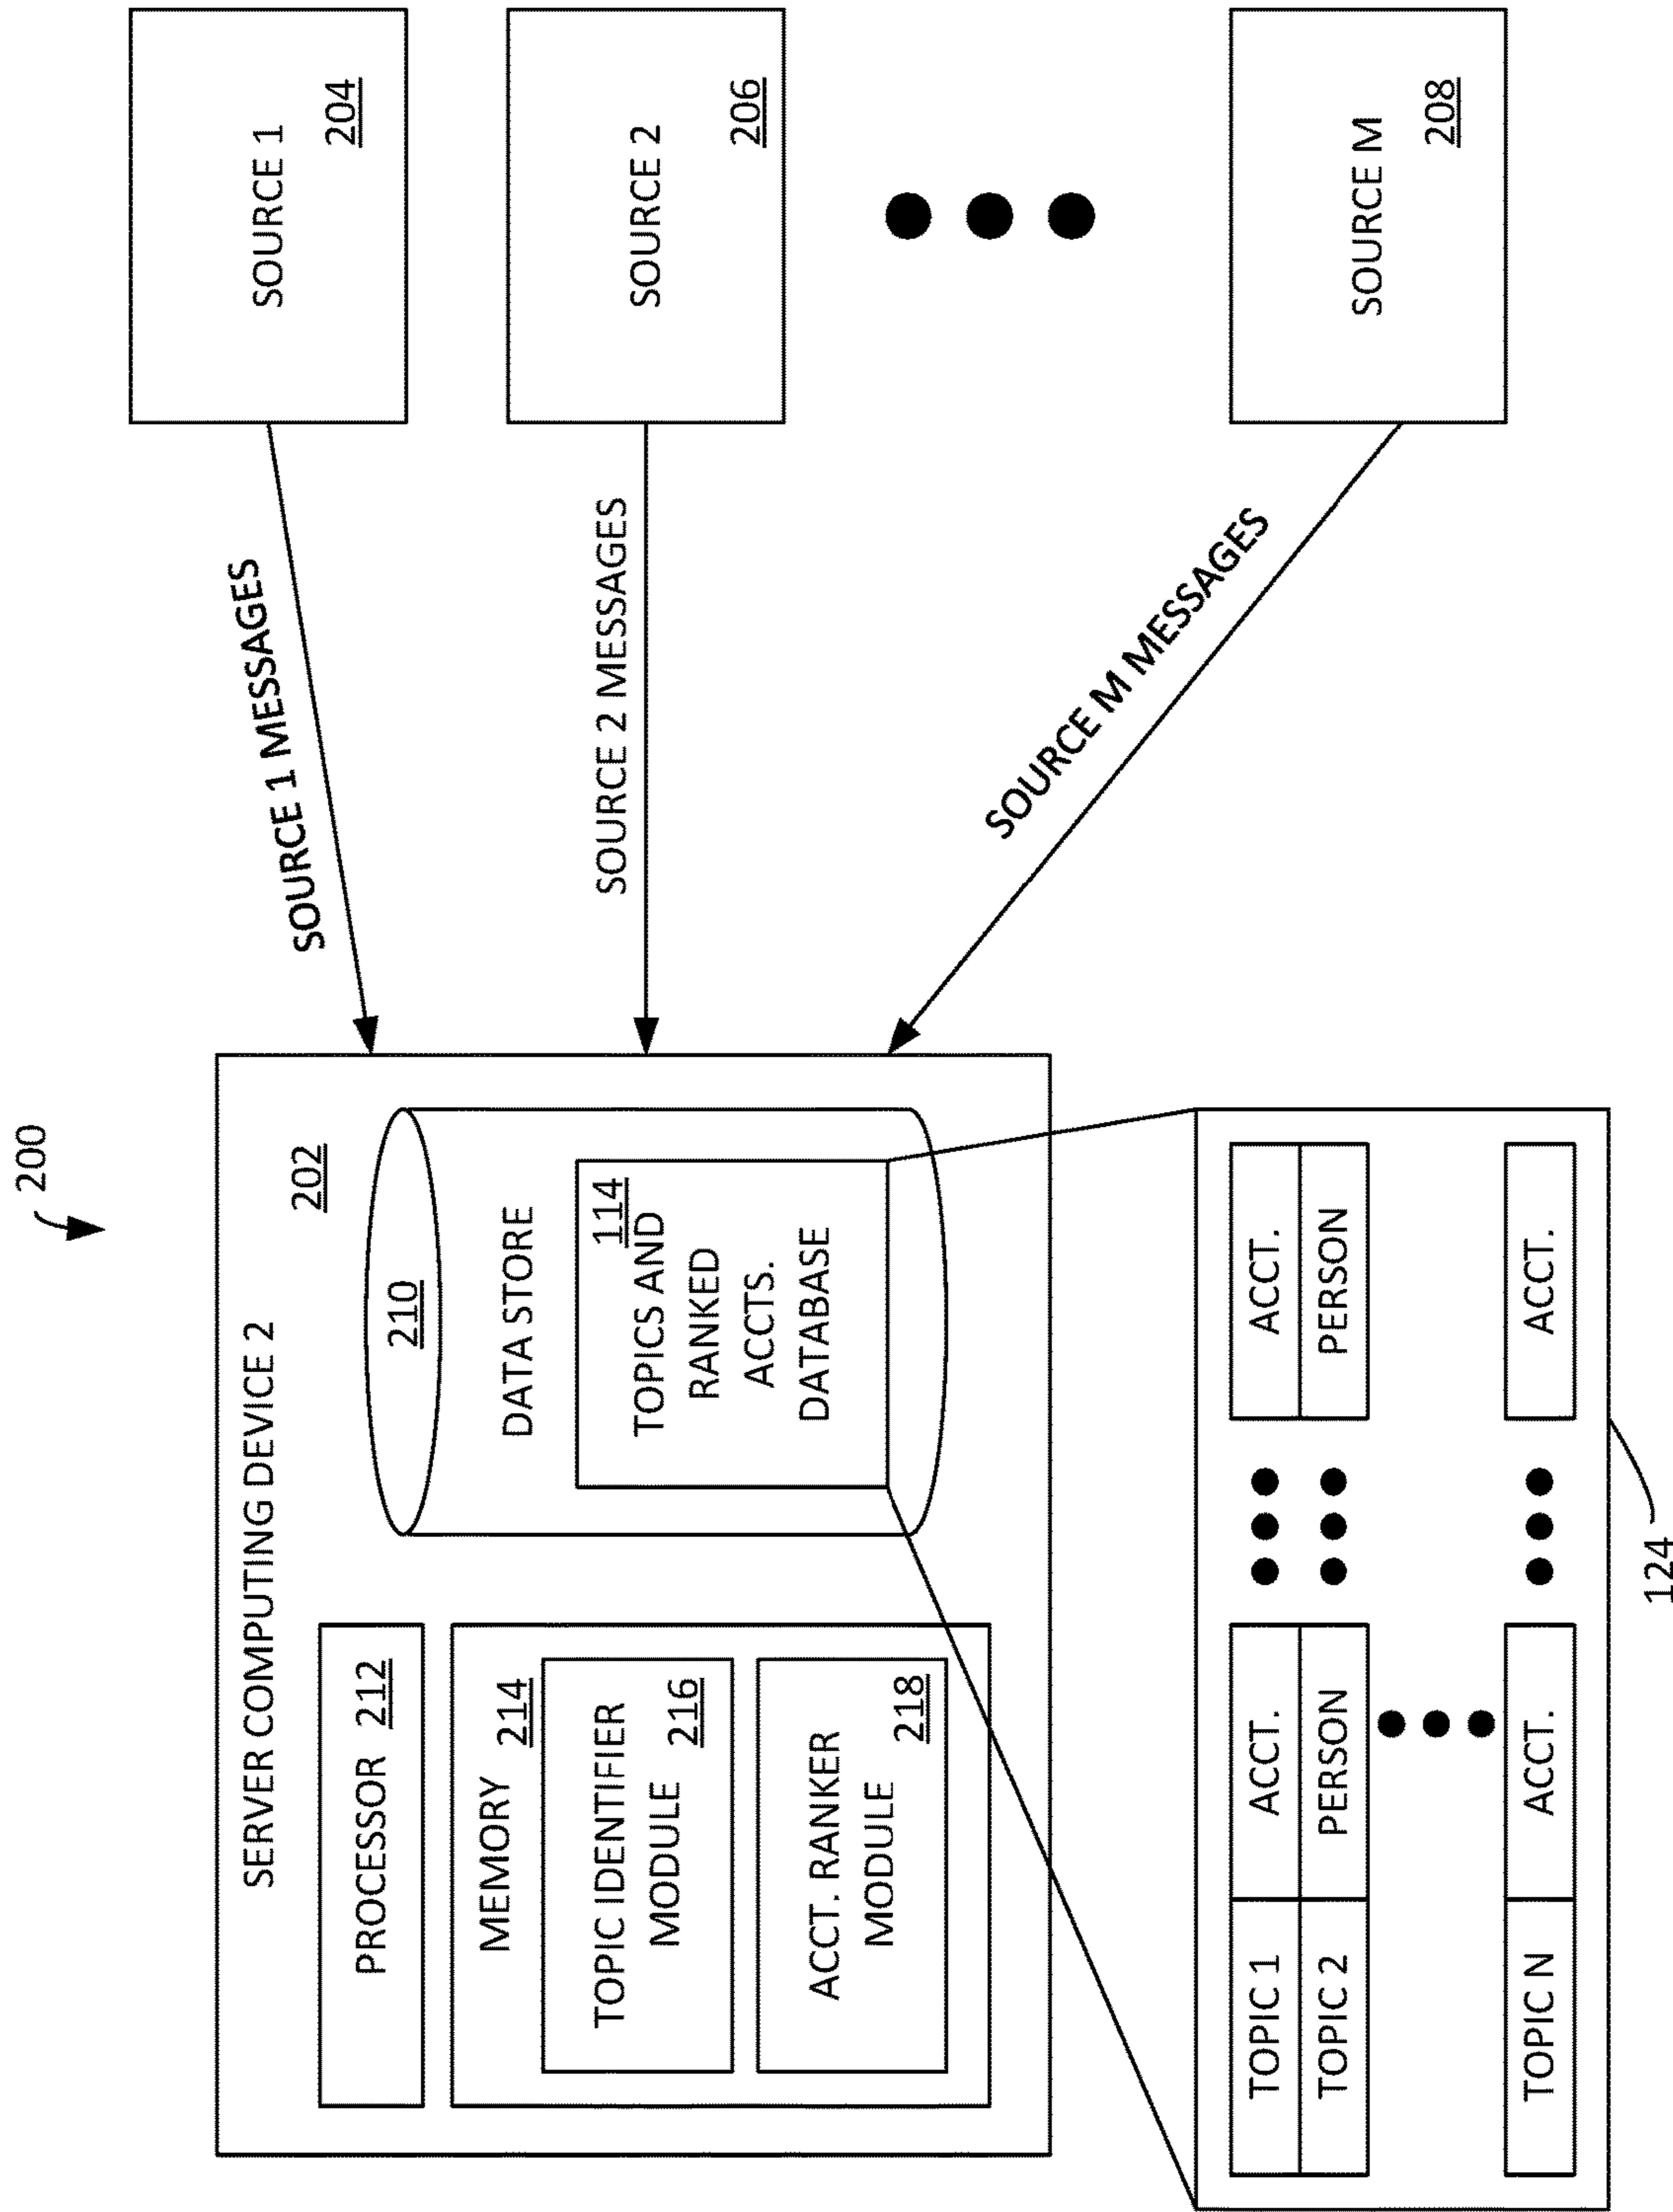 200
SERVER COMPUTING DEVICE 2
202
PROCESSOR 212
MEMORY
214
TOPIC IDENTIFIER
MODULE
216
ACCT. RANKER
MODULE
218
210
DATA STORE
114
TOPICS AND
RANKED
ACCTS.
DATABASE
SOURCE 1 MESSAGES
SOURCE 2 MESSAGES
SOURCE M MESSAGES
SOURCE 1
204
SOURCE 2
206
SOURCE M
208
TOPIC 1 ACCT. ACCT.
TOPIC 2 PERSON PERSON
TOPIC N ACCT. ACCT.
124